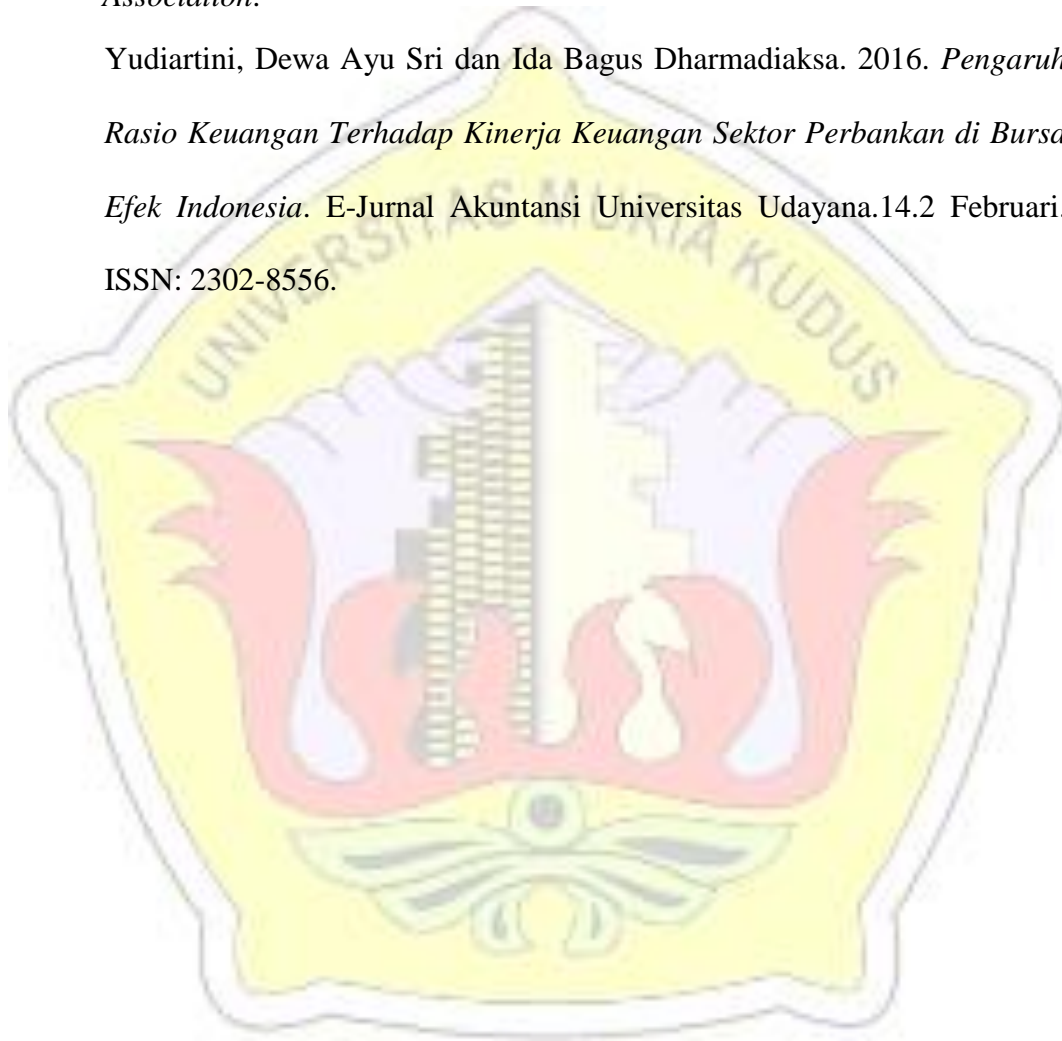 Association.
Yudiartini, Dewa Ayu Sri dan Ida Bagus Dharmadiaksa. 2016. Pengaruh
Rasio Keuangan Terhadap Kinerja Keuangan Sektor Perbankan di Bursa
Efek Indonesia. E-Jurnal Akuntansi Universitas Udayana.14.2 Februari.
ISSN: 2302-8556.
UNIVERSITAS MURIA KUDUS